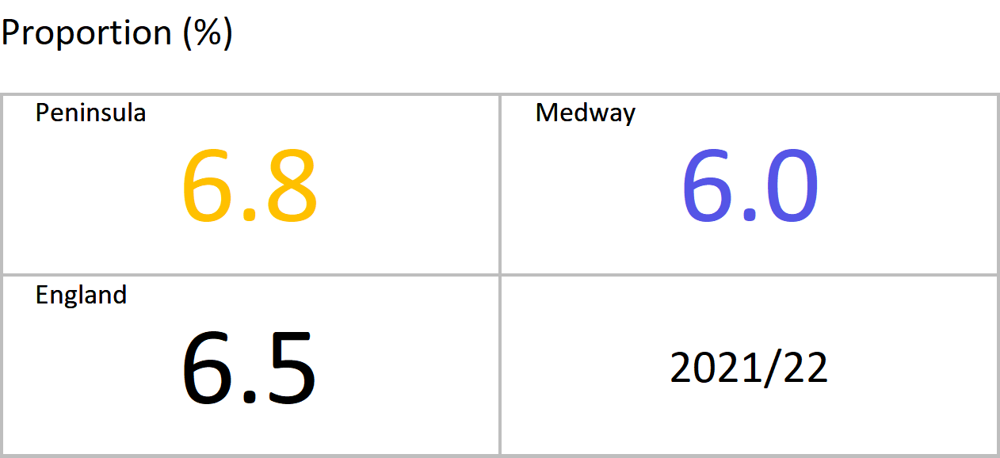 Proportion (%)
Peninsula
6.8
Medway
6.0
England
6.5
2021/22